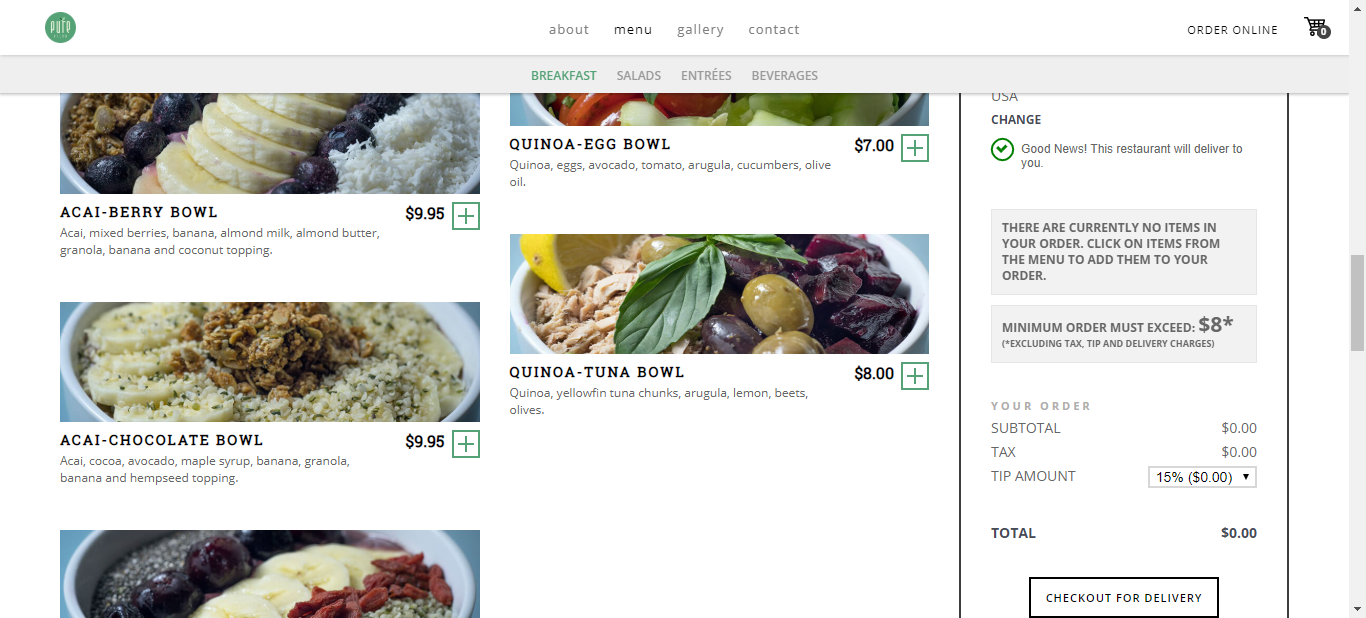 pure
about
menu
gallery
contact
ORDER ONLINE
0
BREAKFAST
SALADS
ENTRÉES
BEVERAGES
ACAI-BERRY BOWL
$9.95
Acai, mixed berries, banana, almond milk, almond butter,
granola, banana and coconut topping.
ACAI-CHOCOLATE BOWL
$9.95
Acai, cocoa, avocado, maple syrup, banana, granola,
banana and hempseed topping.
QUINOA-EGG BOWL
$7.00
Quinoa, eggs, avocado, tomato, arugula, cucumbers, olive
oil.
QUINOA-TUNA BOWL
$8.00
Quinoa, yellowfin tuna chunks, arugula, lemon, beets,
olives.
USA
CHANGE
Good News! This restaurant will deliver to
you.
THERE ARE CURRENTLY NO ITEMS IN
YOUR ORDER. CLICK ON ITEMS FROM
THE MENU TO ADD THEM TO YOUR
ORDER.
MINIMUM ORDER MUST EXCEED: $8*
(*EXCLUDING TAX, TIP AND DELIVERY CHARGES)
YOUR ORDER
SUBTOTAL $0.00
TAX $0.00
TIP AMOUNT 15% ($0.00)
TOTAL $0.00
CHECKOUT FOR DELIVERY